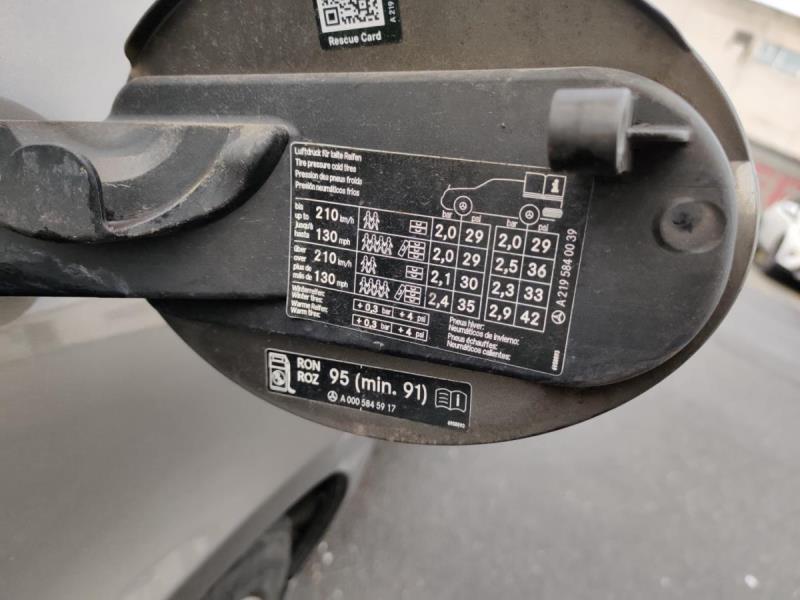 A 219
Rescue Card
Luftdruck für kalte Reifen
Tire pressure cold tires
Pression des pneus froids
Presión neumáticos fríos
bar psi bar psi
bis
up to
jusqu'à
hasta
210 km/h
130 mph
2,0 29 2,0 29
2,0 29 2,5 36
über
over
plus de
más de
210 km/h
130 mph
2,1 30 2,3 33
2,4 35 2,9 42
Winterreifen:
Winter tires:
+ 0,3 bar + 4 psi
Pneus hiver:
Neumáticos de invierno:
Warme Reifen:
Warm tires:
+ 0,3 bar + 4 psi
Pneus échauffés:
Neumáticos calientes:
A 219 584 00 39
RON
ROZ
95 (min. 91)
A 000 584 59 17